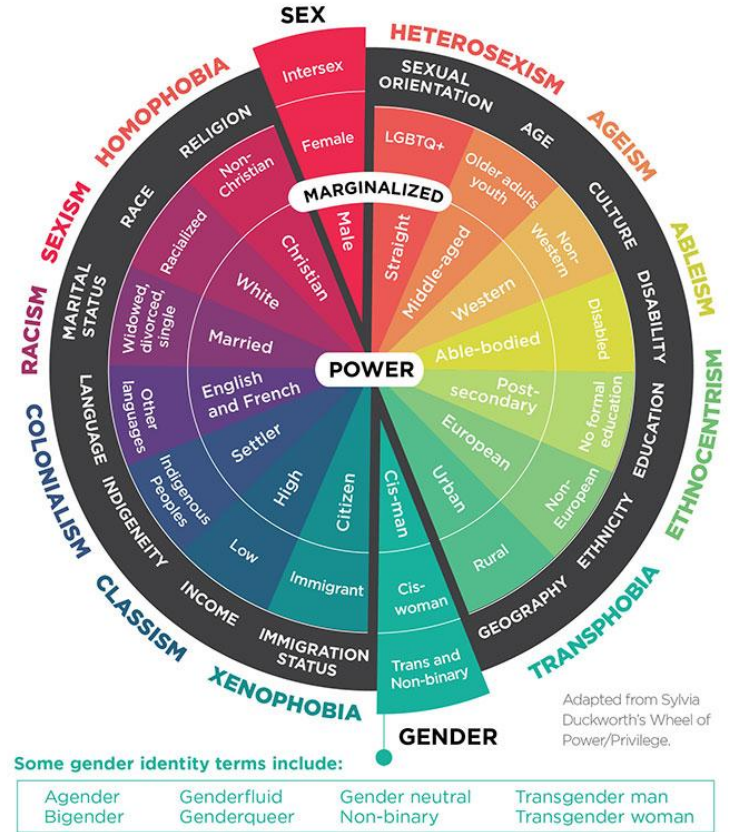 SEX
HETEROSEXISM
AGEISM
ABLEISM
ETHNOCENTRISM
TRANSPHOBIA
GENDER
XENOPHOBIA
CLASSISM
COLONIALISM
RACISM
SEXISM
HOMOPHOBIA
Intersex
Female
Male
SEXUAL
ORIENTATION
LGBTQ+
Straight
AGE
Older adults
youth
Middle-aged
CULTURE
Non-
Western
Western
DISABILITY
Disabled
Able-bodied
EDUCATION
No formal
education
Post-
secondary
ETHNICITY
Non-
European
European
GEOGRAPHY
Rural
Urban
Cis-man
Cis-
woman
Trans and
Non-binary
IMMIGRATION
STATUS
Immigrant
Citizen
INCOME
Low
High
INDIGENEITY
Indigenous
Peoples
Settler
LANGUAGE
Other
languages
English
and French
MARITAL
STATUS
Widowed,
divorced,
single
Married
RACE
Racialized
White
RELIGION
Non-
Christian
Christian
MARGINALIZED
POWER
Adapted from Sylvia
Duckworth's Wheel of
Power/Privilege.
Some gender identity terms include:
Agender Genderfluid Gender neutral Transgender man
Bigender Genderqueer Non-binary Transgender woman